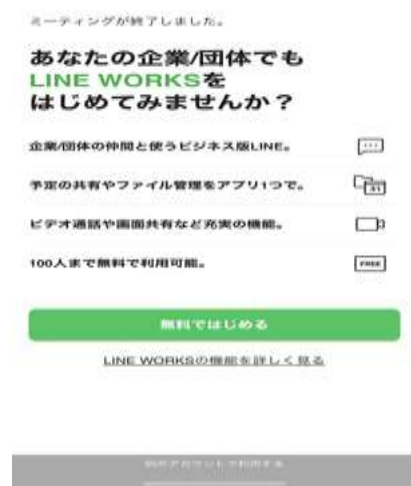 ミーティングが終了しました。
あなたの企業/団体でも
LINE WORKSを
はじめてみませんか？
企業/団体の仲間と使うビジネス版LINE。
予定の共有やファイル管理をアプリ1つで。
31
ビデオ通話や画面共有など充実の機能。
100人まで無料で利用可能。
FREE
無料ではじめる
LINE WORKSの機能を詳しく見る